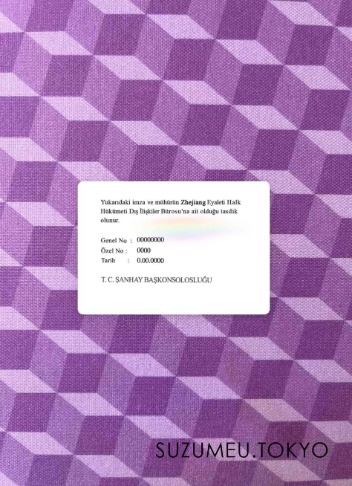 Yukarıdaki imza ve mühürün Zhejiang Eyaleti Halk
Hükümeti Dış İlişkiler Bürosu'na ait olduğu tasdik
olunur.
Genel No : 00000000
Özel No : 0000
Tarih : 0.00.0000
T. C. ŞANHAY BAŞKONSOLOSLUĞU
SUZUMEU.TOKYO